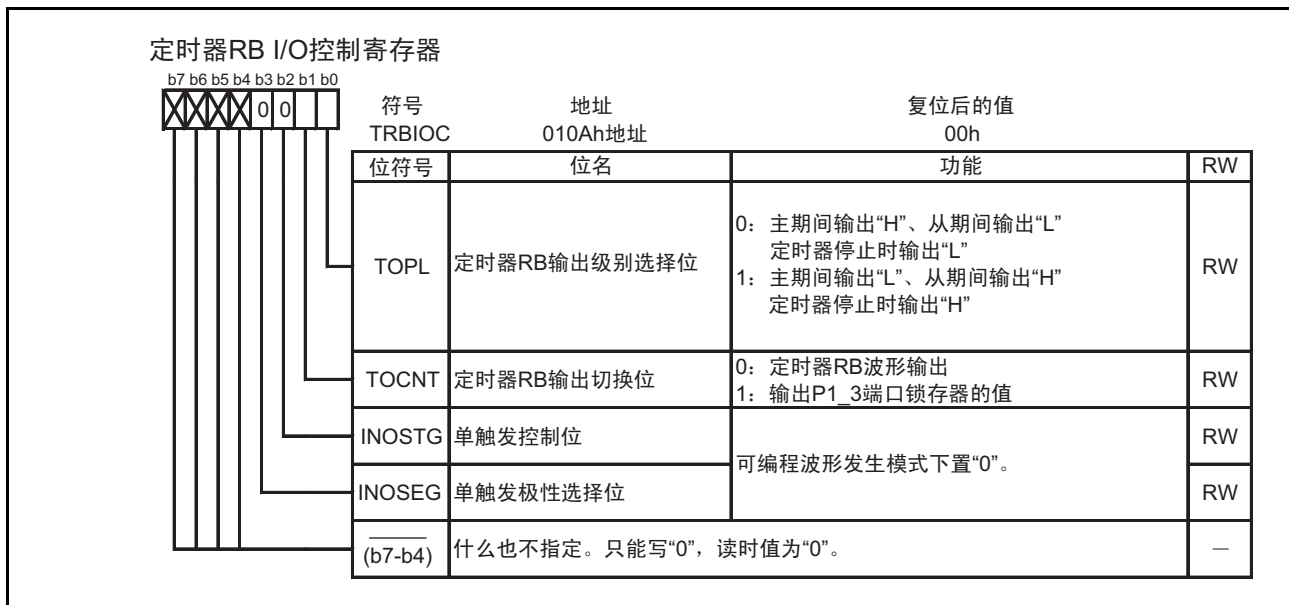 定时器RB I/O控制寄存器
b7 b6 b5 b4 b3 b2 b1 b0
0 0
符号 地址 复位后的值
TRBIOC 010Ah地址 00h
位符号 位名 功能 RW
TOPL 定时器RB输出级别选择位 RW
0：主期间输出“H”、从期间输出“L”
定时器停止时输出“L”
1：主期间输出“L”、从期间输出“H”
定时器停止时输出“H”
TOCNT 定时器RB输出切换位 RW
0：定时器RB波形输出
1：输出P1_3端口锁存器的值
INOSTG 单触发控制位 RW
可编程波形发生模式下置“0”。
INOSEG 单触发极性选择位 RW
(b7-b4) 什么也不指定。只能写“0”，读时值为“0”。 —